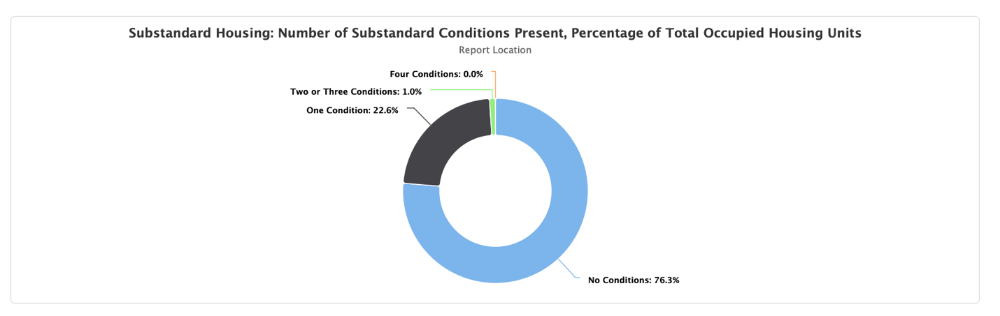 Substandard Housing: Number of Substandard Conditions Present, Percentage of Total Occupied Housing Units
Report Location
Four Conditions: 0.0%
Two or Three Conditions: 1.0%
One Condition: 22.6%
No Conditions: 76.3%